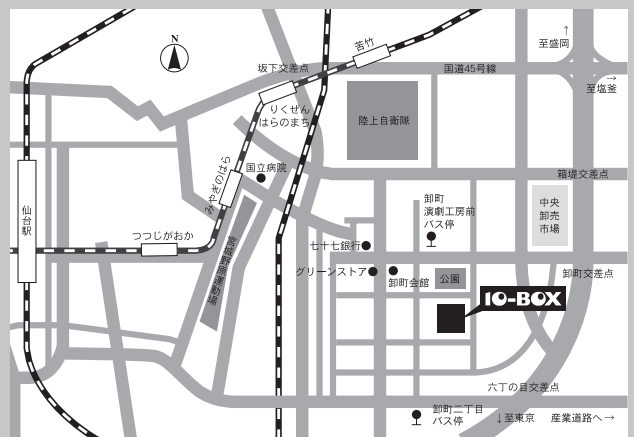 N
↑
至盛岡
苦竹
坂下交差点
国道45号線
→
至塩釜
りくぜん
はらのまち
陸上自衛隊
みやぎのはら
国立病院
箱堤交差点
仙台駅
つつじがおか
宮城野原運動場
卸町
演劇工房前
バス停
中央
卸売
市場
七十七銀行
グリーンストア
卸町会館
公園
卸町交差点
10-BOX
六丁の目交差点
卸町二丁目
バス停
↓至東京 産業道路へ→